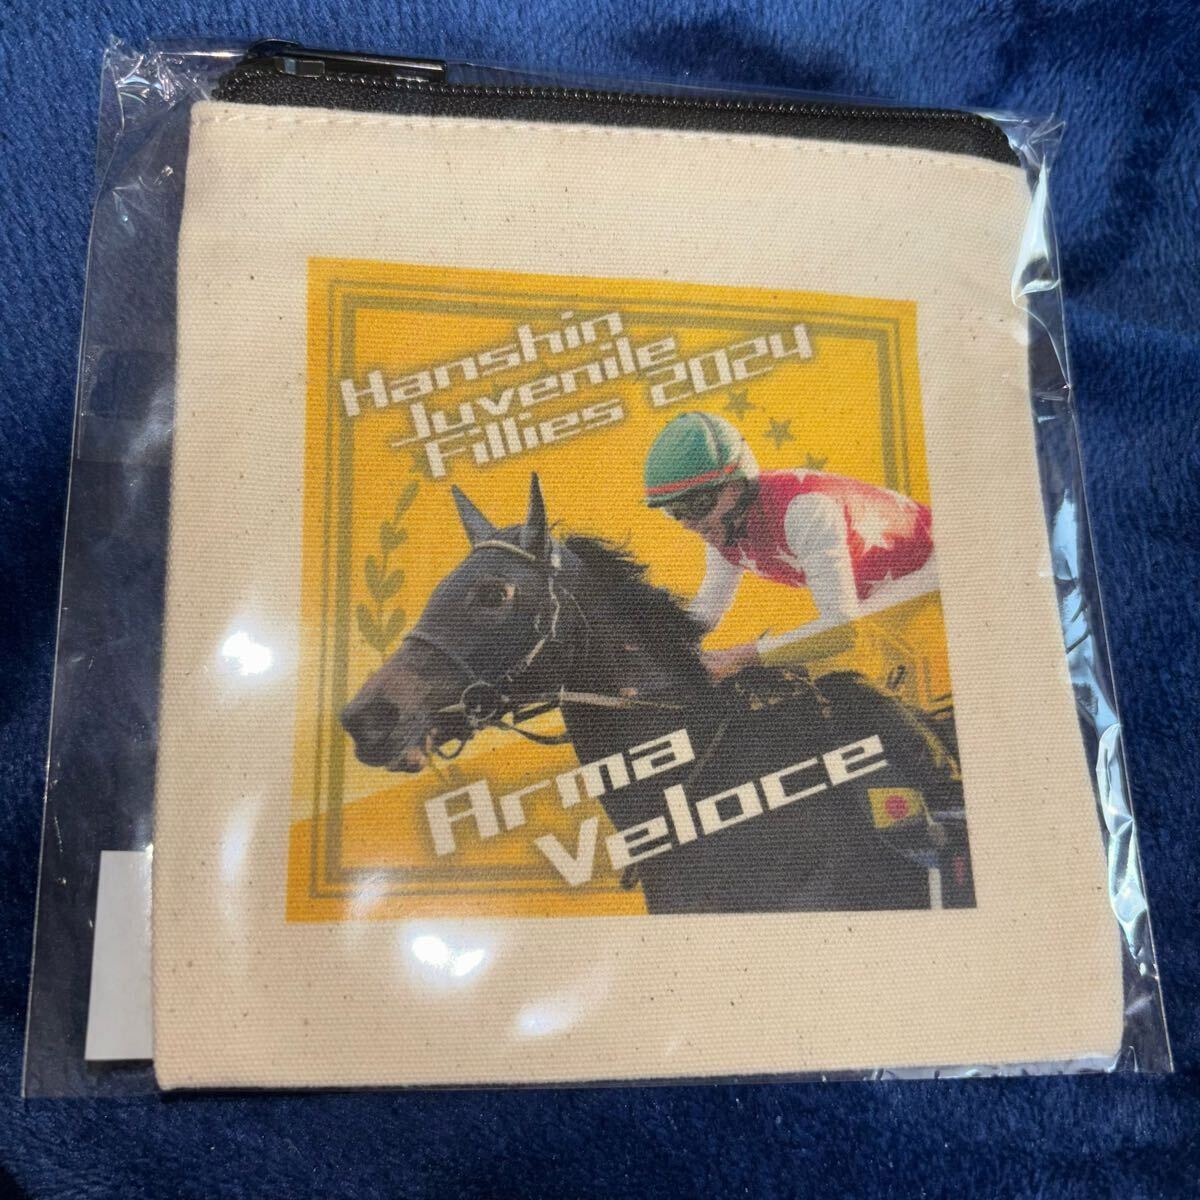 Hanshin
Juvenile
Fillies 2024
Arma
Veloce